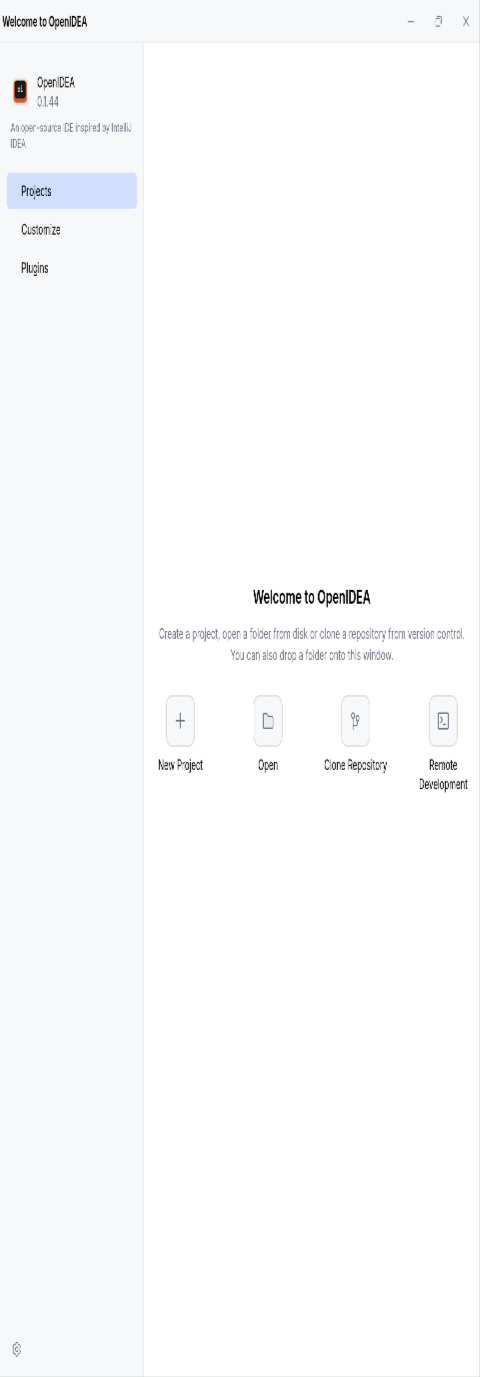 Welcome to OpenIDEA
OpenIDEA
0.1.44
An open-source IDE inspired by IntelliJ
IDEA
Projects
Customize
Plugins
Welcome to OpenIDEA
Create a project, open a folder from disk or clone a repository from version control.
You can also drop a folder onto this window.
New Project
Open
Clone Repository
Remote
Development